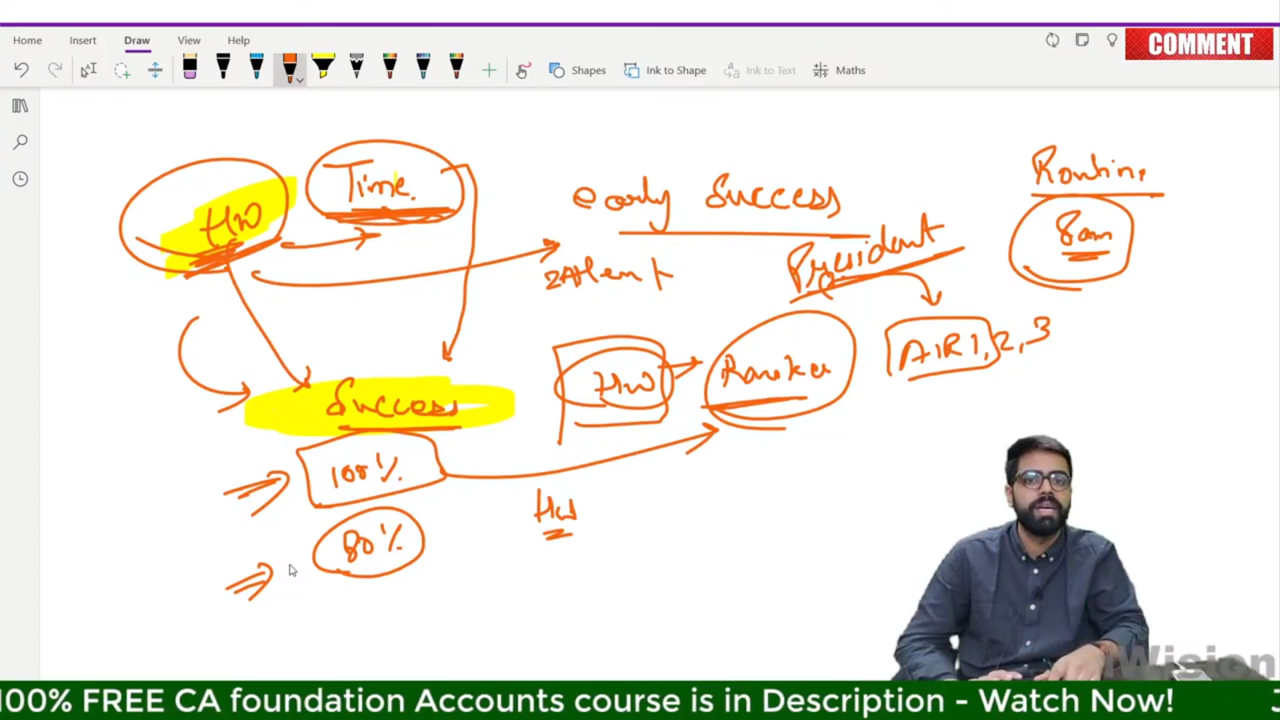 Home Insert Draw View Help
COMMENT
Shapes Ink to Shape Ink to Text Maths
Time
HW
early Success
Routine
8am
President
AIR 1, 2, 3
HW
Ranker
Success
100%
HW
80%
Wision
100% FREE CA foundation Accounts course is in Description - Watch Now!